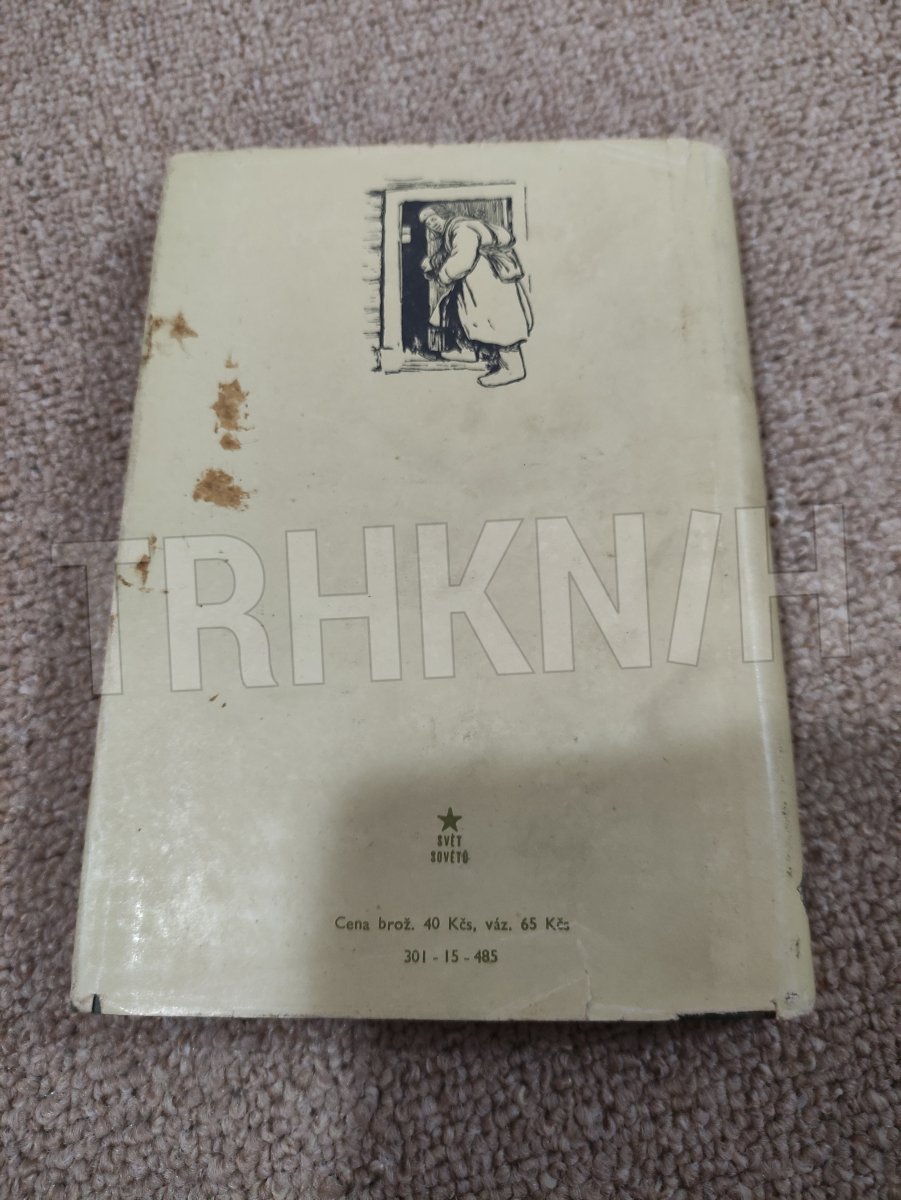 TRHKNIH
SVĚT
SOVĚTŮ
Cena brož. 40 Kčs, váz. 65 Kčs
301 - 15 - 485